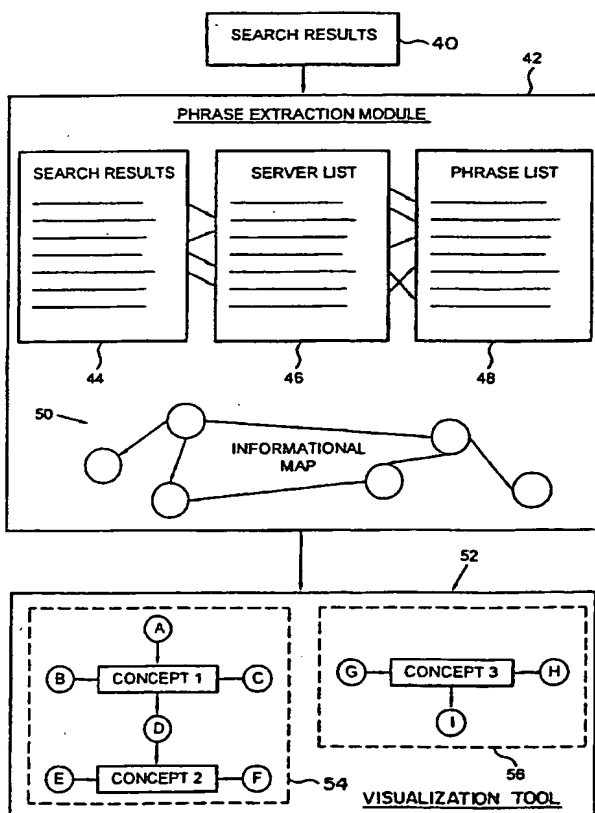 SEARCH RESULTS
40
42
PHRASE EXTRACTION MODULE
SEARCH RESULTS
SERVER LIST
PHRASE LIST
44
46
48
50
INFORMATIONAL
MAP
52
A
B
CONCEPT 1
C
D
E
CONCEPT 2
F
54
G
CONCEPT 3
H
I
56
VISUALIZATION TOOL